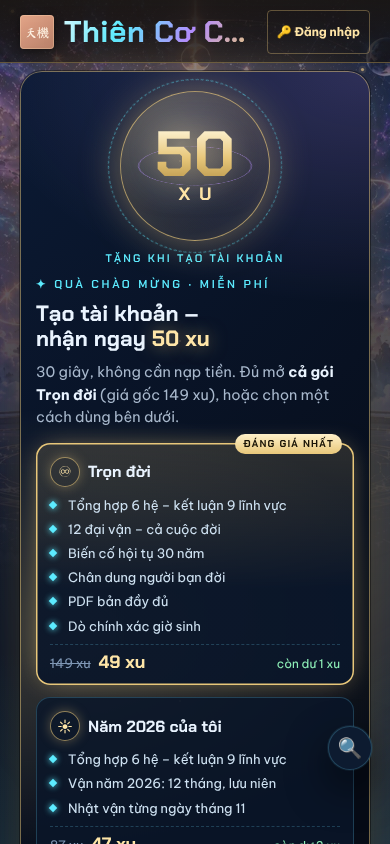 天機
Thiên Cơ C...
🔑 Đăng nhập
50
XU
TẶNG KHI TẠO TÀI KHOẢN
✦ QUÀ CHÀO MỪNG · MIỄN PHÍ
Tạo tài khoản –
nhận ngay 50 xu
30 giây, không cần nạp tiền. Đủ mở cả gói
Trọn đời (giá gốc 149 xu), hoặc chọn một
cách dùng bên dưới.
ĐÁNG GIÁ NHẤT
♾ Trọn đời
◆ Tổng hợp 6 hệ – kết luận 9 lĩnh vực
◆ 12 đại vận – cả cuộc đời
◆ Biến cố hội tụ 30 năm
◆ Chân dung người bạn đời
◆ PDF bản đầy đủ
◆ Dò chính xác giờ sinh
149 xu 49 xu còn dư 1 xu
☀ Năm 2026 của tôi
◆ Tổng hợp 6 hệ – kết luận 9 lĩnh vực
◆ Vận năm 2026: 12 tháng, lưu niên
◆ Nhật vận từng ngày tháng 11
47 xu